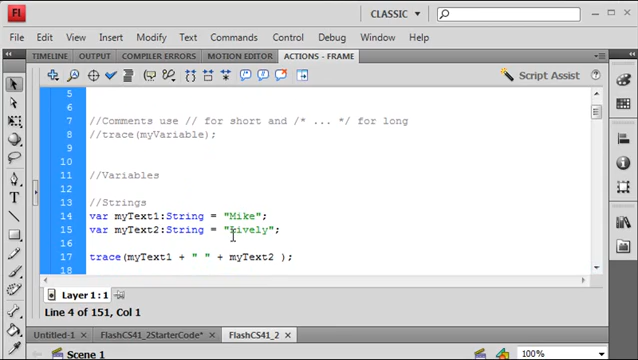 Fl
CLASSIC
File Edit View Insert Modify Text Commands Control Debug Window Help
TIMELINE OUTPUT COMPILER ERRORS MOTION EDITOR ACTIONS - FRAME
Script Assist
5
6
7 //Comments use // for short and /* ... */ for long
8 //trace(myVariable);
9
10
11 //Variables
12
13 //Strings
14 var myText1:String = "Mike";
15 var myText2:String = "Lively";
16
17 trace(myText1 + " " + myText2 );
18
Layer 1 : 1
Line 4 of 151, Col 1
Untitled-1 FlashCS41_2StarterCode* FlashCS41_2
Scene 1
100%